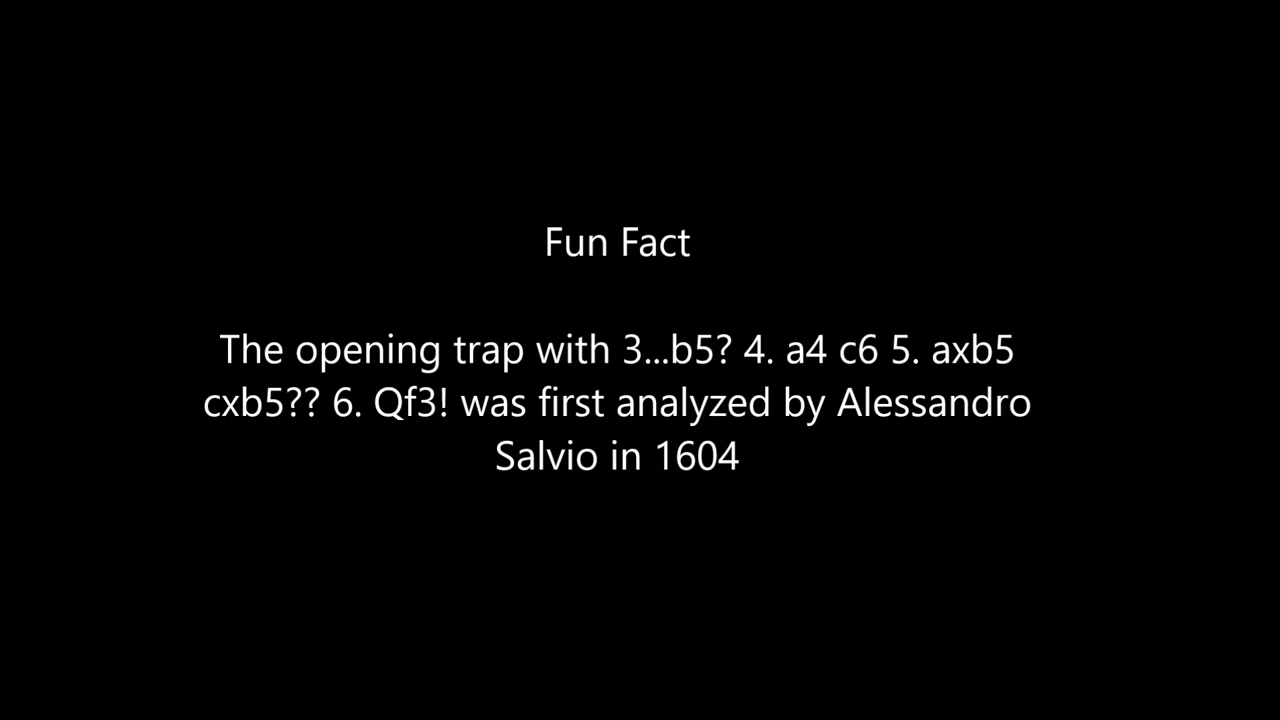 Fun Fact
The opening trap with 3...b5? 4. a4 c6 5. axb5
cxb5?? 6. Qf3! was first analyzed by Alessandro
Salvio in 1604